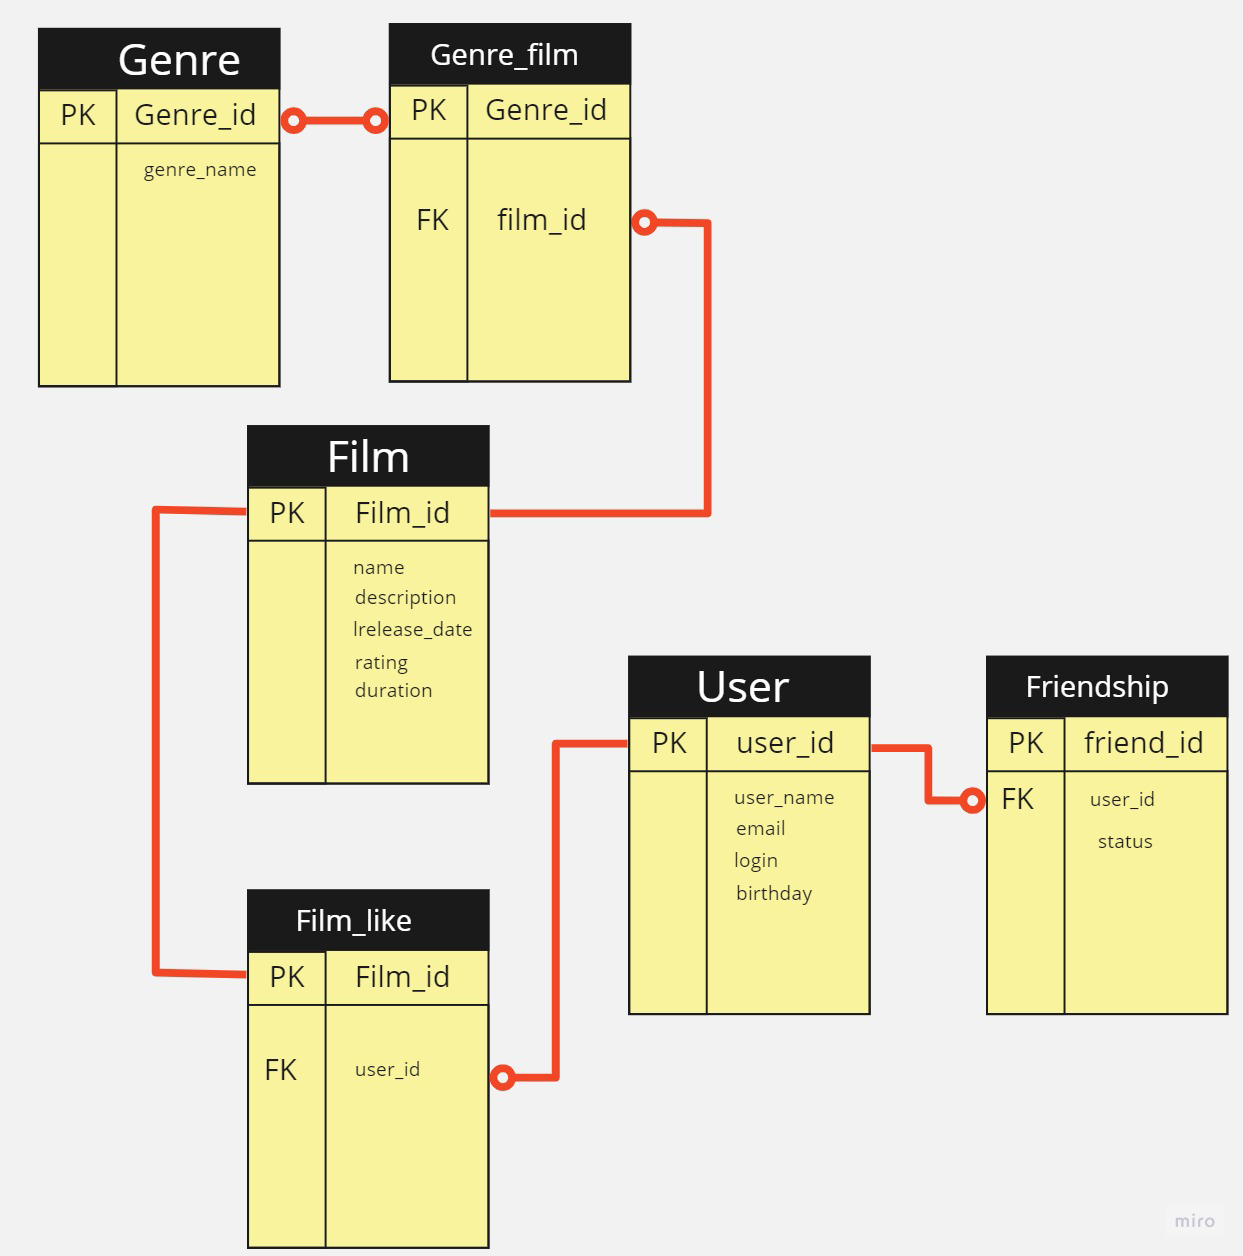 Genre
PK Genre_id
genre_name
Genre_film
PK Genre_id
FK film_id
Film
PK Film_id
name
description
lrelease_date
rating
duration
User
PK user_id
user_name
email
login
birthday
Friendship
PK friend_id
FK user_id
status
Film_like
PK Film_id
FK user_id
miro